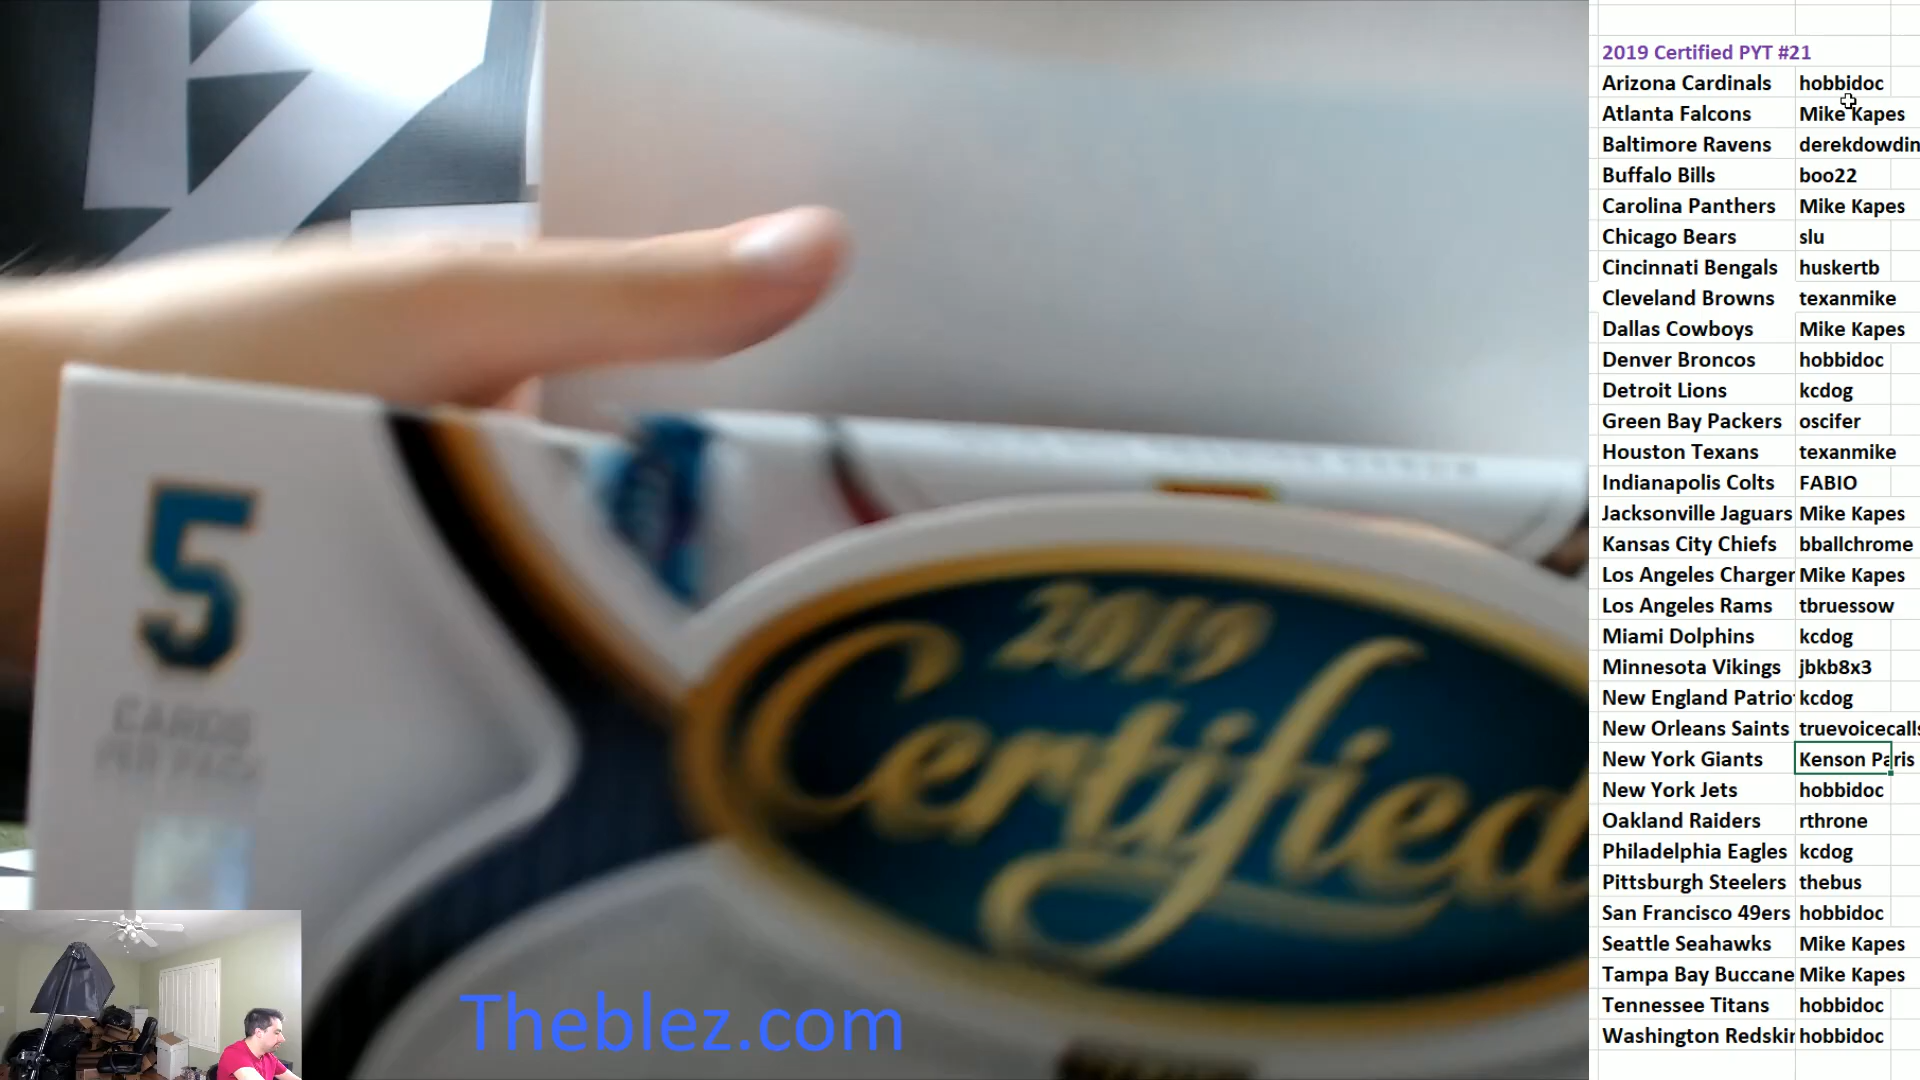 5
CARDS
PER PACK
2019
Certified
Theblez.com
2019 Certified PYT #21
Arizona Cardinals hobbidoc
Atlanta Falcons Mike Kapes
Baltimore Ravens derekdowdin
Buffalo Bills boo22
Carolina Panthers Mike Kapes
Chicago Bears slu
Cincinnati Bengals huskertb
Cleveland Browns texanmike
Dallas Cowboys Mike Kapes
Denver Broncos hobbidoc
Detroit Lions kcdog
Green Bay Packers oscifer
Houston Texans texanmike
Indianapolis Colts FABIO
Jacksonville Jaguars Mike Kapes
Kansas City Chiefs bballchrome
Los Angeles Charger Mike Kapes
Los Angeles Rams tbruessow
Miami Dolphins kcdog
Minnesota Vikings jbkb8x3
New England Patriot kcdog
New Orleans Saints truevoicecalls
New York Giants Kenson Paris
New York Jets hobbidoc
Oakland Raiders rthrone
Philadelphia Eagles kcdog
Pittsburgh Steelers thebus
San Francisco 49ers hobbidoc
Seattle Seahawks Mike Kapes
Tampa Bay Buccane Mike Kapes
Tennessee Titans hobbidoc
Washington Redskin hobbidoc